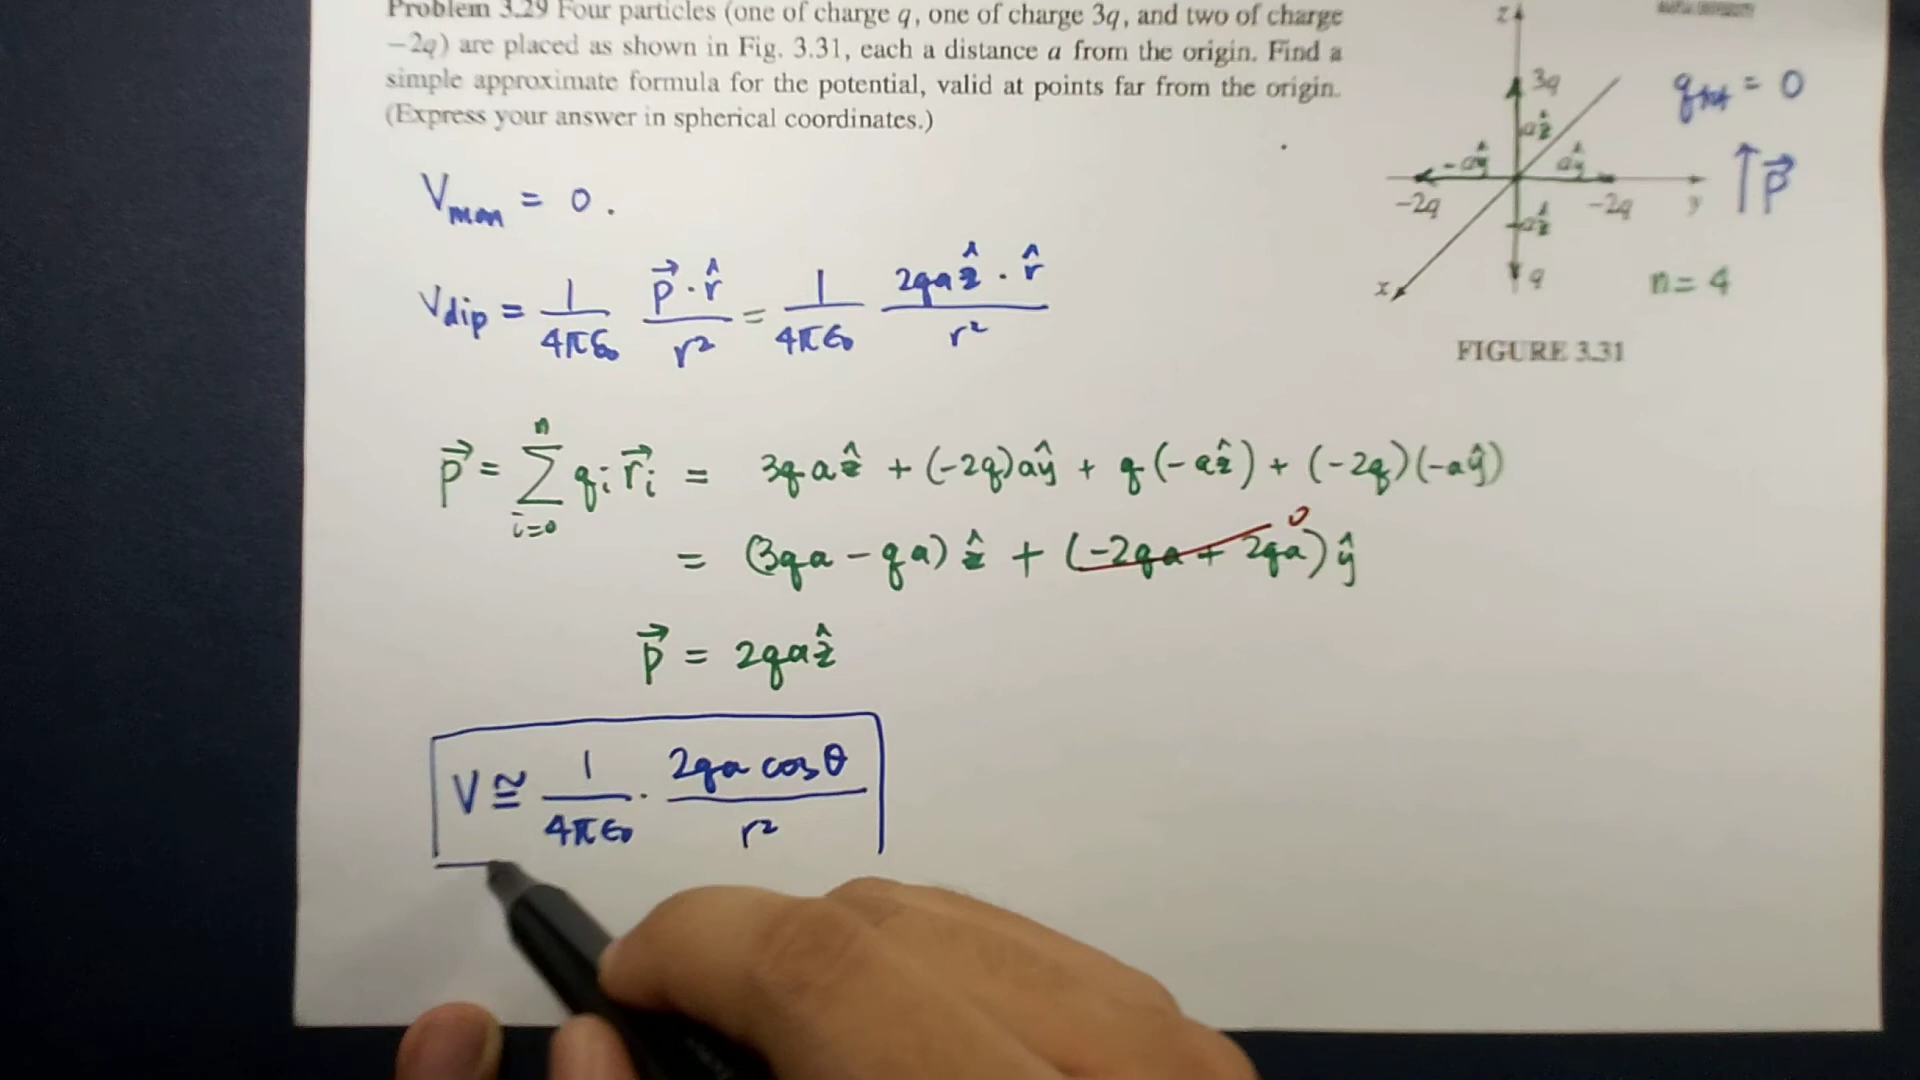 Problem 3.29 Four particles (one of charge q, one of charge 3q, and two of charge
−2q) are placed as shown in Fig. 3.31, each a distance a from the origin. Find a
simple approximate formula for the potential, valid at points far from the origin.
(Express your answer in spherical coordinates.)
V_mon = 0.
V_dip = 1/(4πε₀) (p⃗ · r̂)/r² = 1/(4πε₀) (2qa ẑ · r̂)/r²
p⃗ = Σ_{i=0}^{n} q_i r⃗_i = 3qa ẑ + (−2q)aŷ + q(−aẑ) + (−2q)(−aŷ)
= (3qa − qa) ẑ + (−2qa + 2qa) ŷ 0
p⃗ = 2qa ẑ
V ≅ 1/(4πε₀) · (2qa cosθ)/r²
z
3q
aẑ
−aŷ
aŷ
−2q
−2q
y
−aẑ
x
q
q_tot = 0
↑p⃗
n = 4
FIGURE 3.31